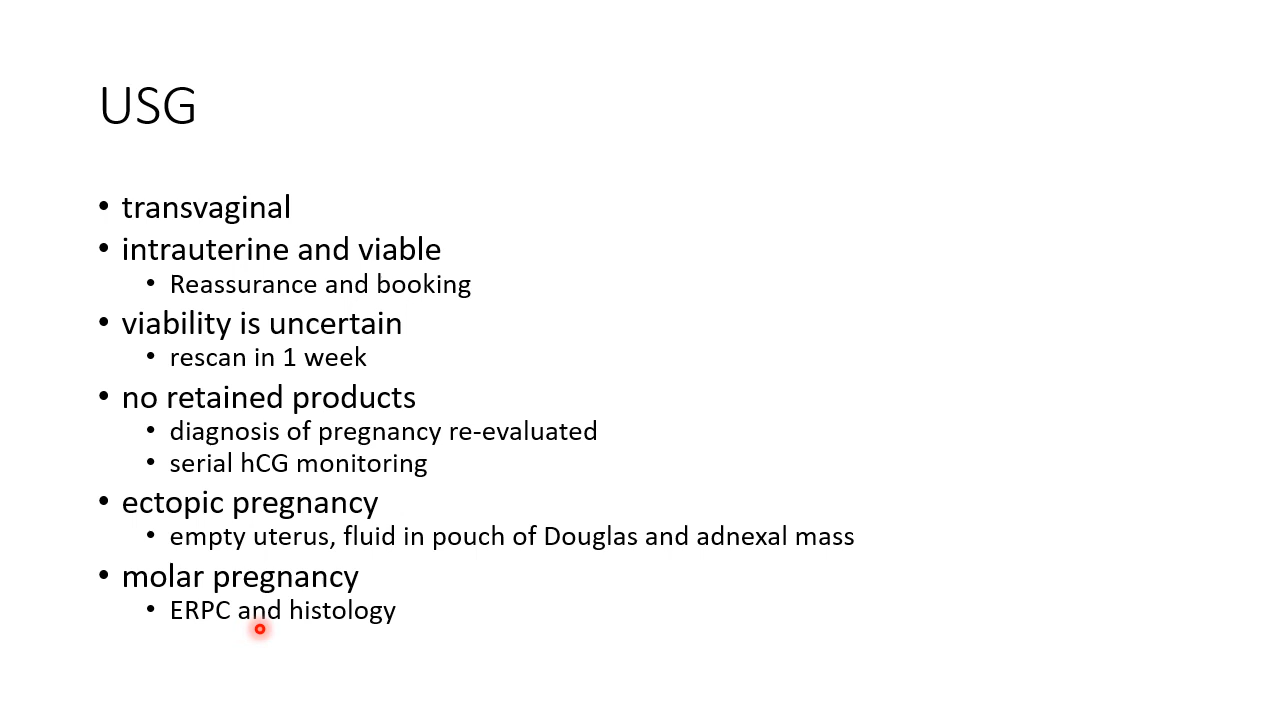 USG
• transvaginal
• intrauterine and viable
• Reassurance and booking
• viability is uncertain
• rescan in 1 week
• no retained products
• diagnosis of pregnancy re-evaluated
• serial hCG monitoring
• ectopic pregnancy
• empty uterus, fluid in pouch of Douglas and adnexal mass
• molar pregnancy
• ERPC and histology